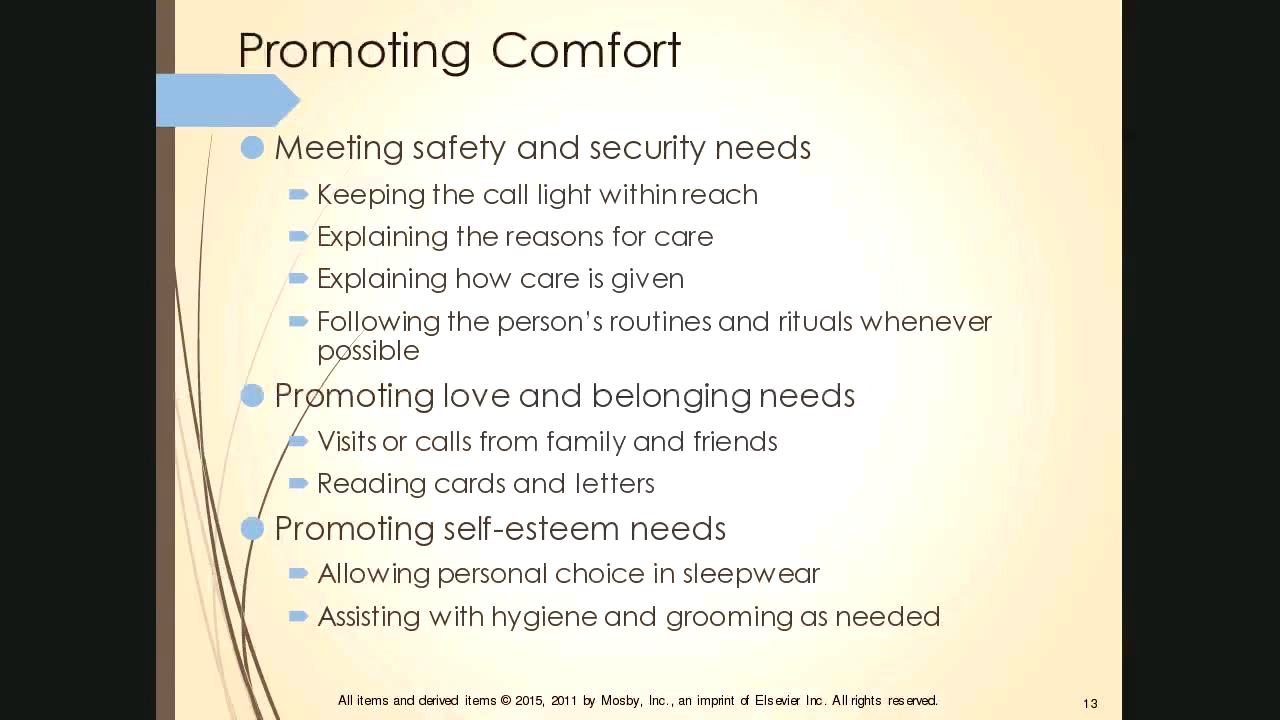 Promoting Comfort
Meeting safety and security needs
Keeping the call light within reach
Explaining the reasons for care
Explaining how care is given
Following the person's routines and rituals whenever
possible
Promoting love and belonging needs
Visits or calls from family and friends
Reading cards and letters
Promoting self-esteem needs
Allowing personal choice in sleepwear
Assisting with hygiene and grooming as needed
All items and derived items © 2015, 2011 by Mosby, Inc., an imprint of Elsevier Inc. All rights reserved.
13